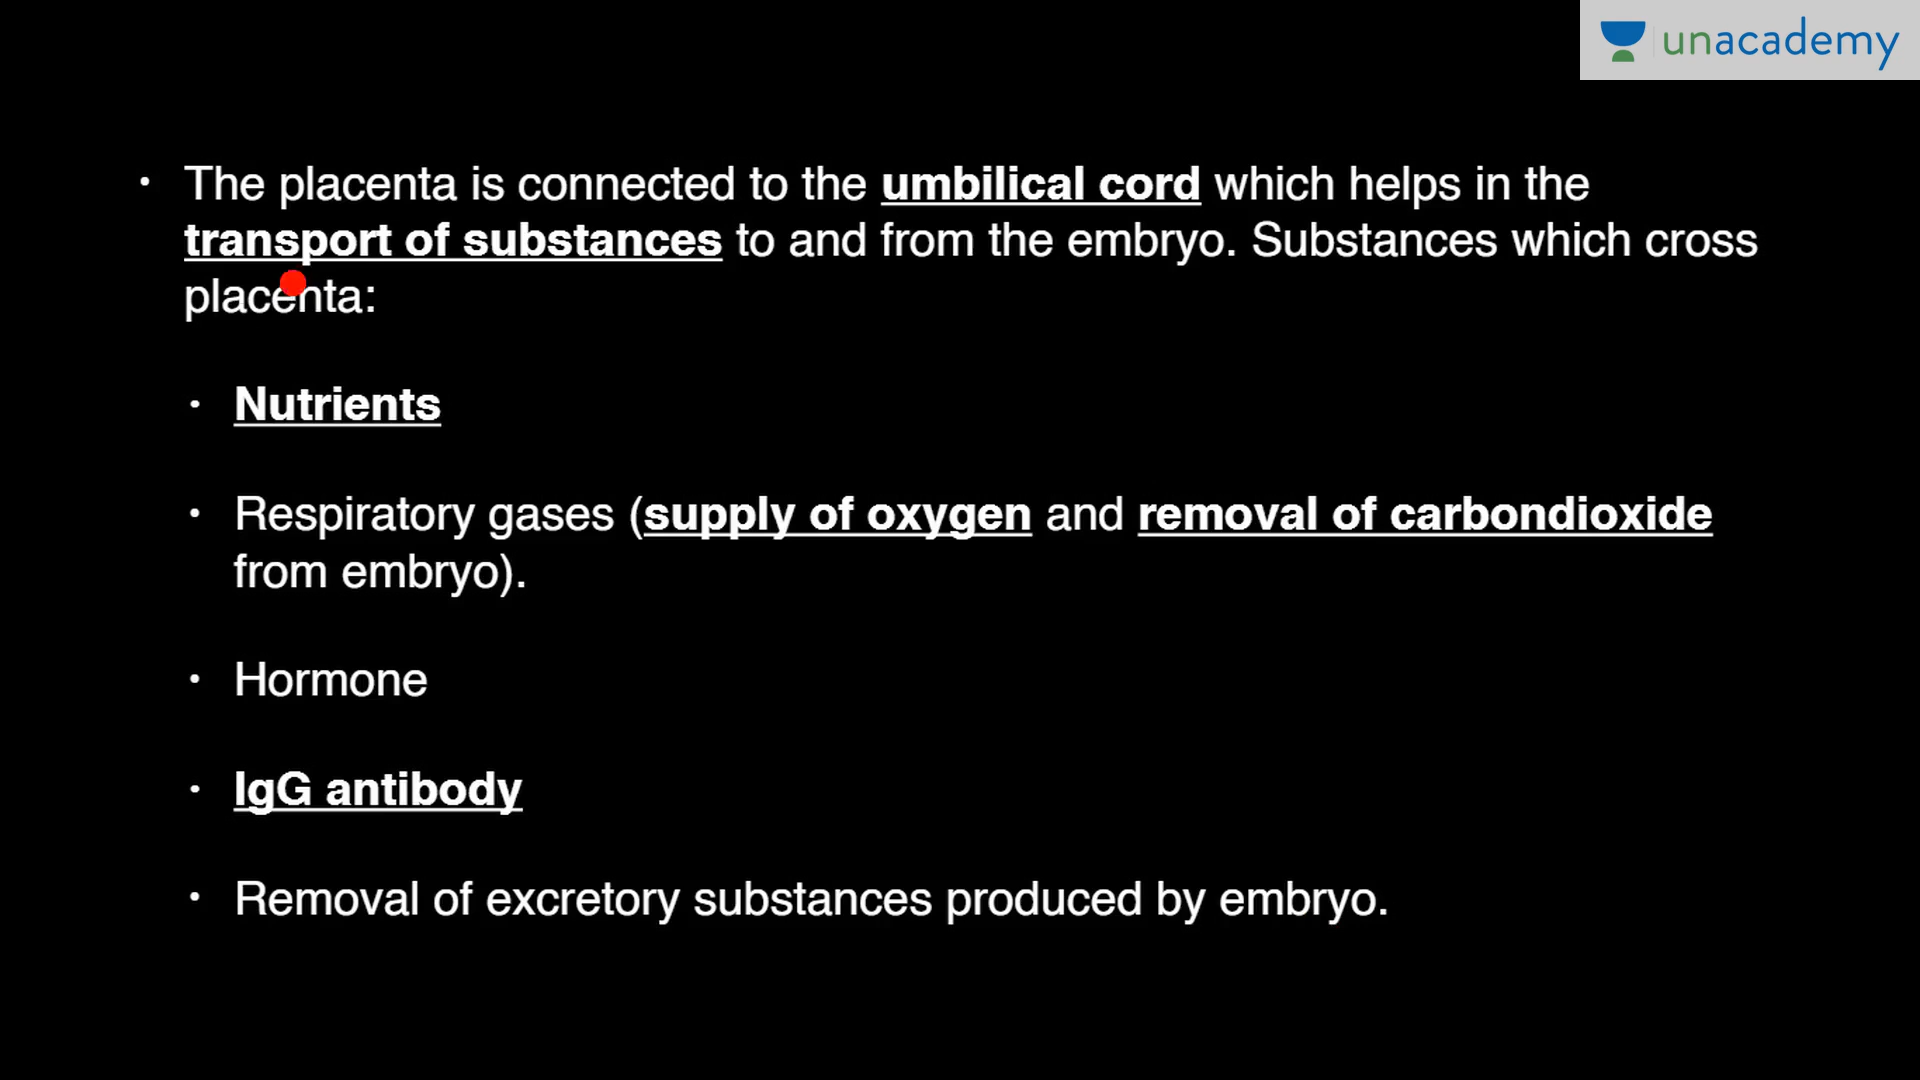 unacademy
• The placenta is connected to the umbilical cord which helps in the
transport of substances to and from the embryo. Substances which cross
placenta:
• Nutrients
• Respiratory gases (supply of oxygen and removal of carbondioxide
from embryo).
• Hormone
• IgG antibody
• Removal of excretory substances produced by embryo.